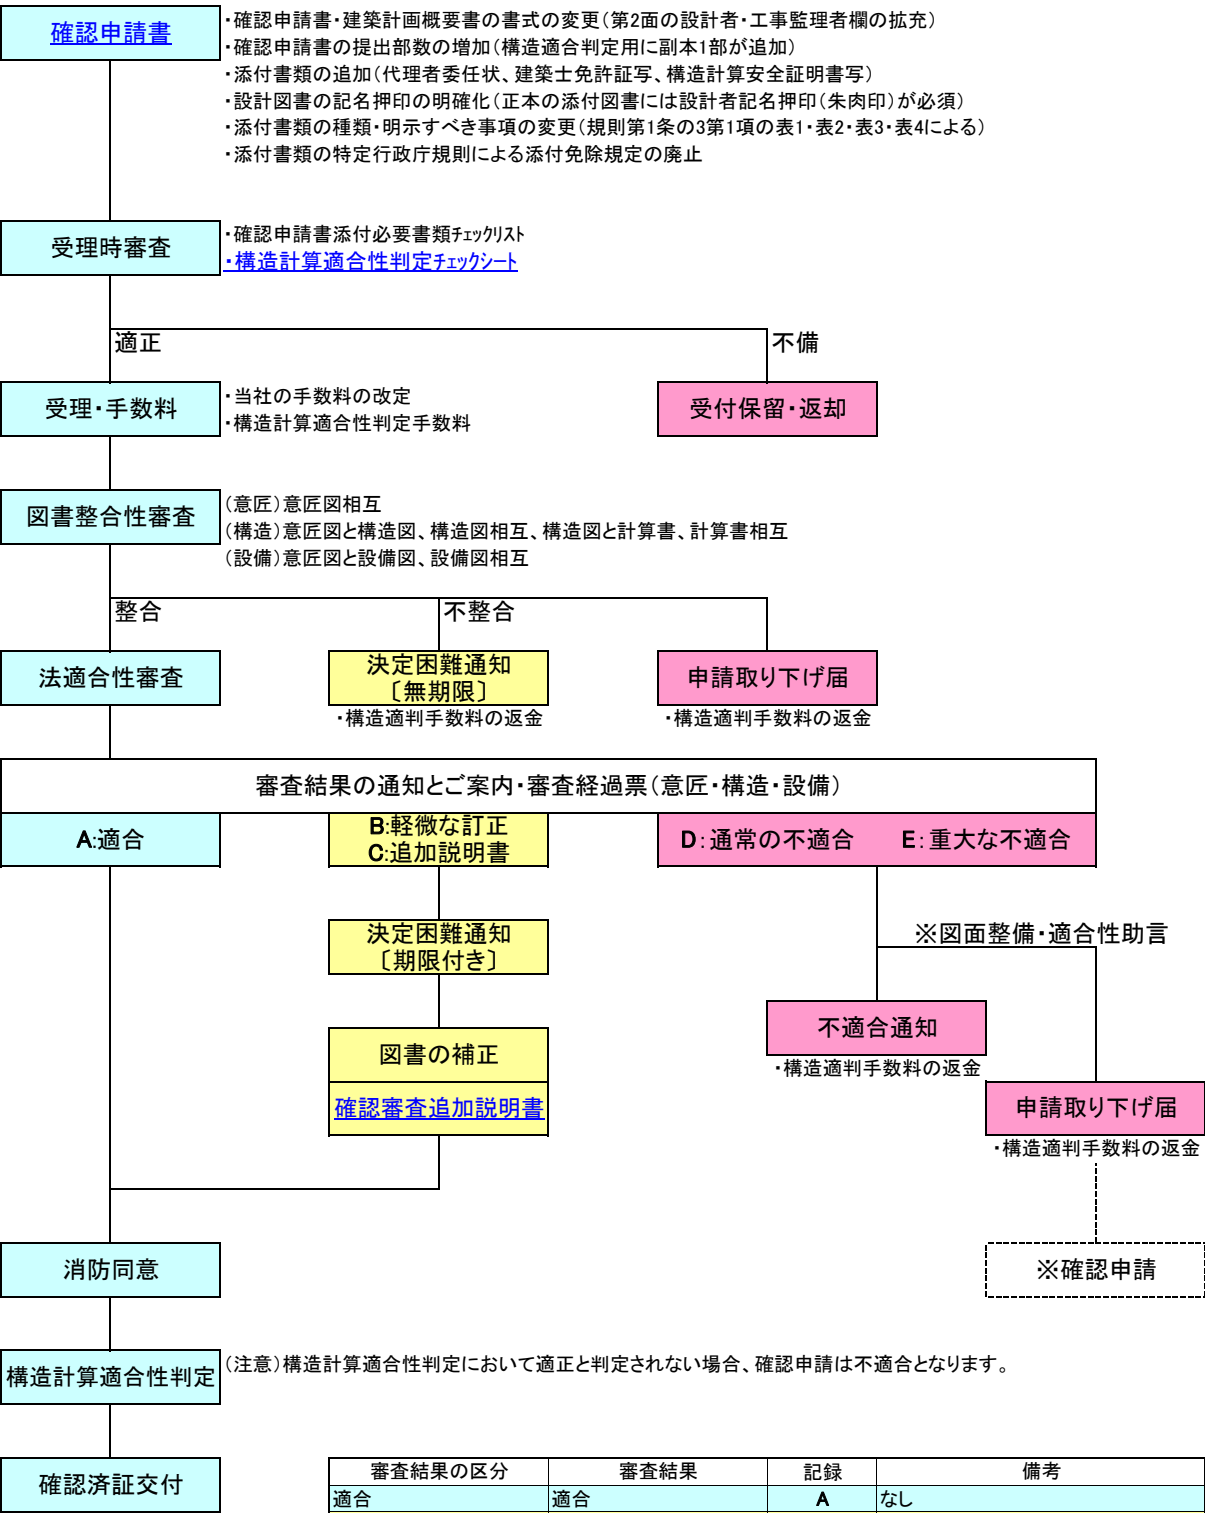 確認申請書
・確認申請書・建築計画概要書の書式の変更（第2面の設計者・工事監理者欄の拡充）
・確認申請書の提出部数の増加（構造適合判定用に副本1部が追加）
・添付書類の追加（代理者委任状、建築士免許証写、構造計算安全証明書写）
・設計図書の記名押印の明確化（正本の添付図書には設計者記名押印（朱肉印）が必須）
・添付書類の種類・明示すべき事項の変更（規則第1条の3第1項の表1・表2・表3・表4による）
・添付書類の特定行政庁規則による添付免除規定の廃止
受理時審査
・確認申請書添付必要書類ﾁｪｯｸﾘｽﾄ
・構造計算適合性判定ﾁｪｯｸｼｰﾄ
適正
不備
受理・手数料
・当社の手数料の改定
・構造計算適合性判定手数料
受付保留・返却
図書整合性審査
（意匠）意匠図相互
（構造）意匠図と構造図、構造図相互、構造図と計算書、計算書相互
（設備）意匠図と設備図、設備図相互
整合
不整合
法適合性審査
決定困難通知
〔無期限〕
・構造適判手数料の返金
申請取り下げ届
・構造適判手数料の返金
審査結果の通知とご案内・審査経過票（意匠・構造・設備）
A:適合
B:軽微な訂正
C:追加説明書
D：通常の不適合 E：重大な不適合
決定困難通知
〔期限付き〕
※図面整備・適合性助言
不適合通知
・構造適判手数料の返金
図書の補正
確認審査追加説明書
申請取り下げ届
・構造適判手数料の返金
消防同意
※確認申請
構造計算適合性判定
（注意）構造計算適合性判定において適正と判定されない場合、確認申請は不適合となります。
確認済証交付
審査結果の区分 審査結果 記録 備考
適合 適合 A なし